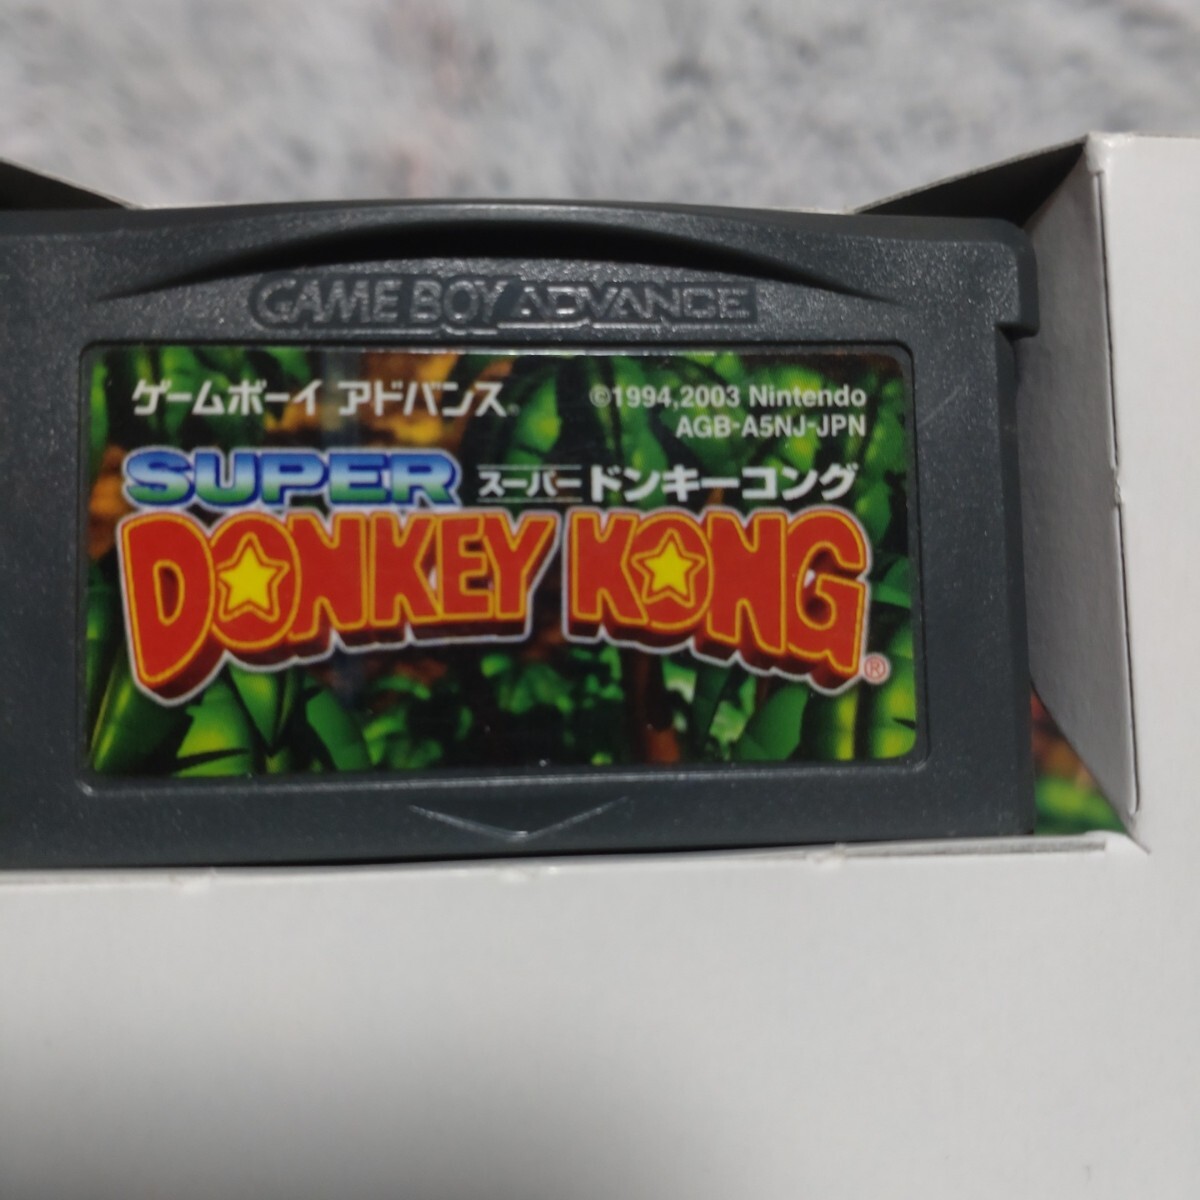 GAME BOY ADVANCE
ゲームボーイ アドバンス
©1994,2003 Nintendo
AGB-A5NJ-JPN
SUPER スーパードンキーコング
DONKEY KONG®